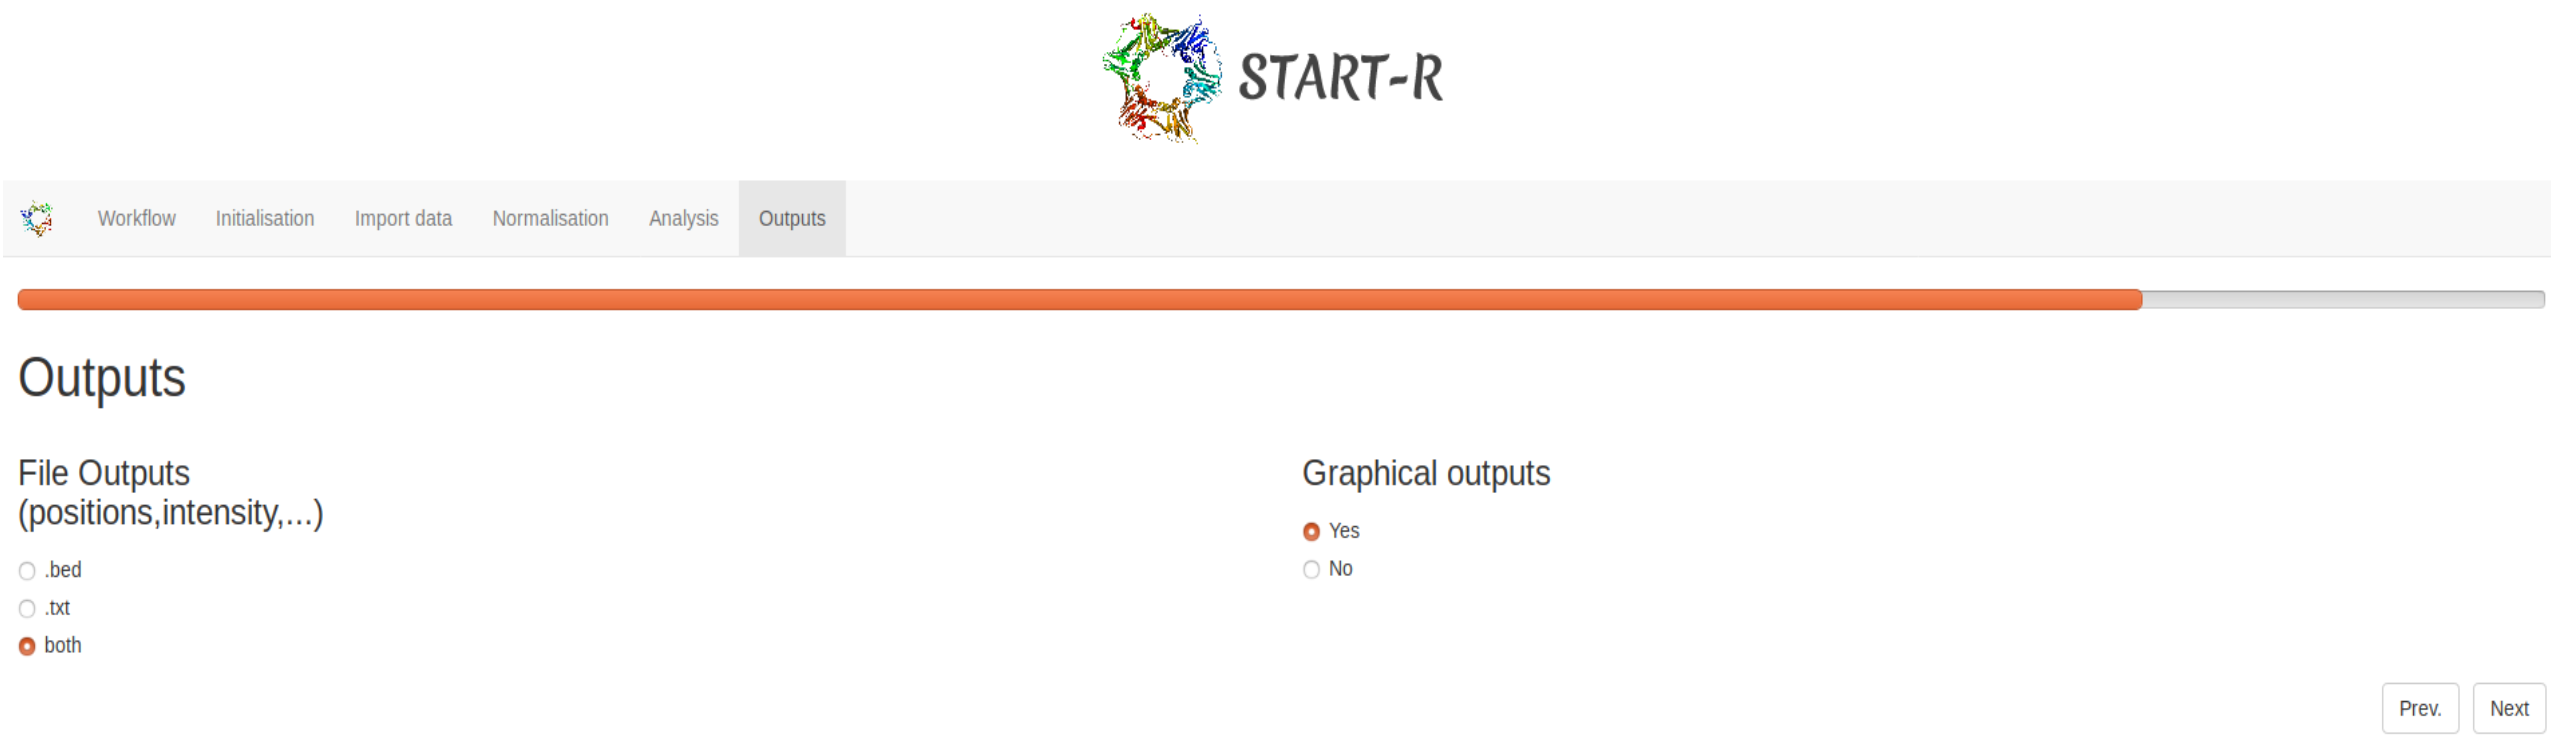 START-R
Workflow Initialisation Import data Normalisation Analysis Outputs
Outputs
File Outputs
(positions,intensity,...)
.bed
.txt
both
Graphical outputs
Yes
No
Prev. Next